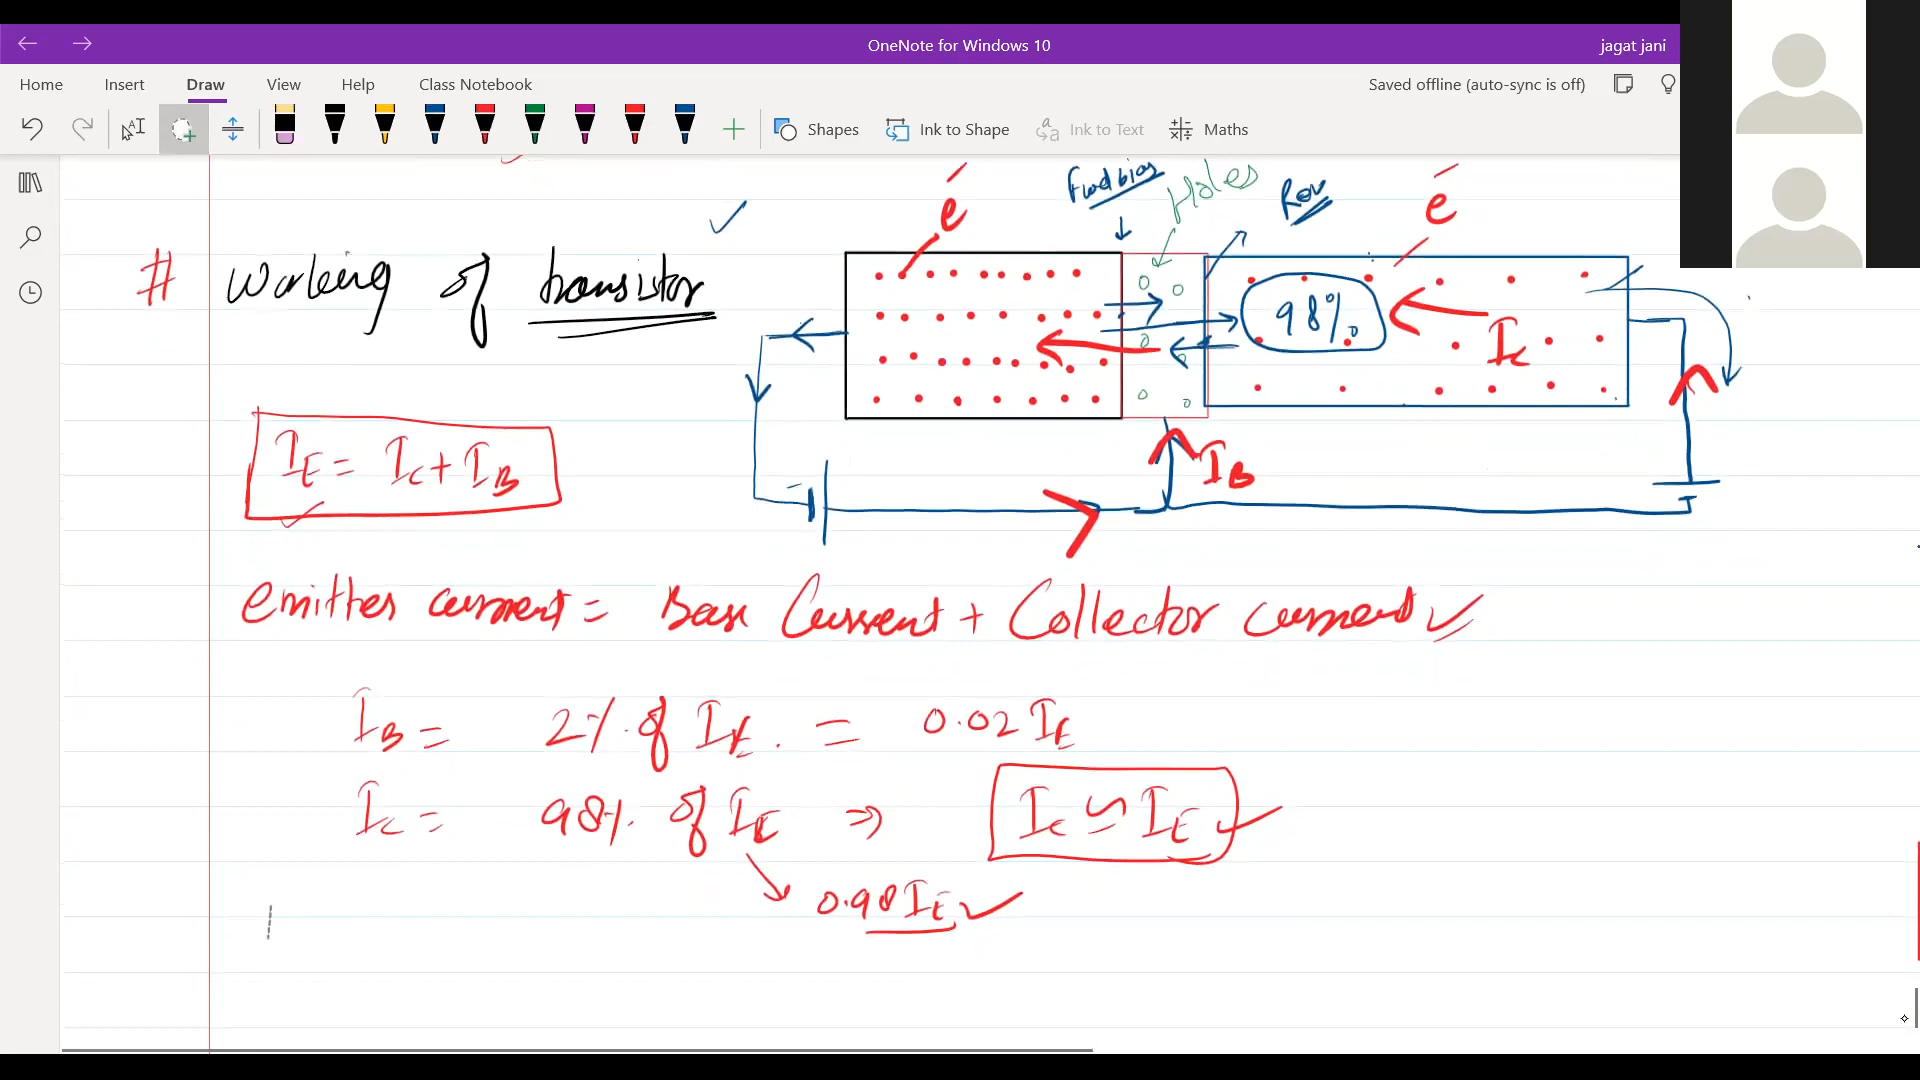 OneNote for Windows 10
jagat jani
Home Insert Draw View Help Class Notebook
Saved offline (auto-sync is off)
Shapes Ink to Shape Ink to Text Maths
e Fwd bias Holes Rev e
# Working of transistor
98% IC
IE = IC + IB
IB
emitter current = Base Current + Collector current
IB = 2% of IE. = 0.02 IE
IC = 98% of IE ⇒ IC ≌ IE
0.98 IE